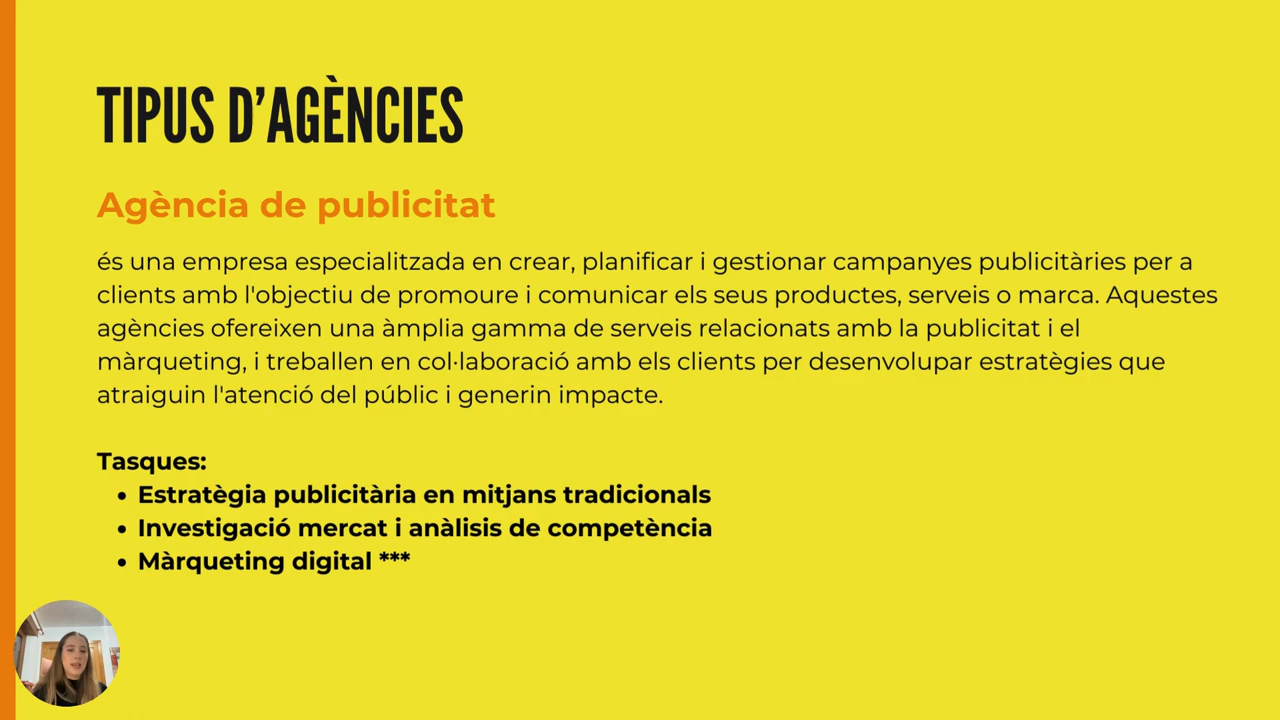 TIPUS D’AGÈNCIES
Agència de publicitat
és una empresa especialitzada en crear, planificar i gestionar campanyes publicitàries per a
clients amb l'objectiu de promoure i comunicar els seus productes, serveis o marca. Aquestes
agències ofereixen una àmplia gamma de serveis relacionats amb la publicitat i el
màrqueting, i treballen en col·laboració amb els clients per desenvolupar estratègies que
atraiguin l'atenció del públic i generin impacte.
Tasques:
• Estratègia publicitària en mitjans tradicionals
• Investigació mercat i anàlisis de competència
• Màrqueting digital ***